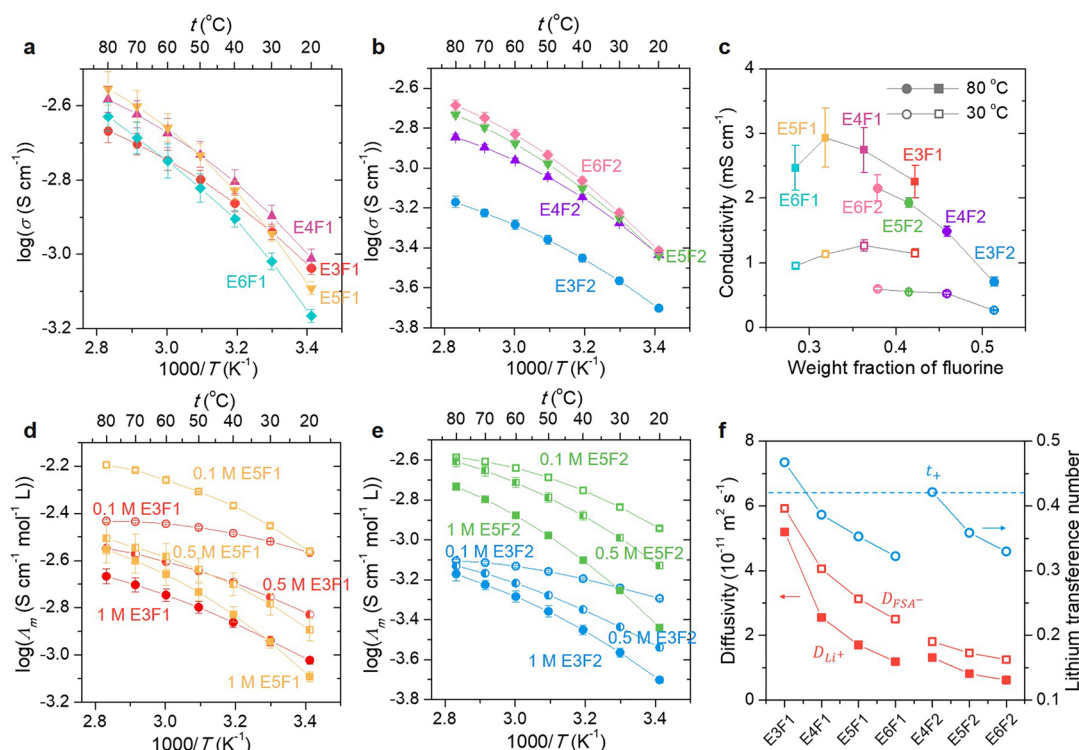 a
t (°C)
80 70 60 50 40 30 20
log(σ (S cm⁻¹))
-2.6
-2.8
-3.0
-3.2
E4F1
E3F1
E6F1
E5F1
2.8 3.0 3.2 3.4
1000/T (K⁻¹)
b
t (°C)
80 70 60 50 40 30 20
log(σ (S cm⁻¹))
-2.6
-2.8
-3.0
-3.2
-3.4
-3.6
-3.8
E6F2
E4F2
E5F2
E3F2
2.8 3.0 3.2 3.4
1000/T (K⁻¹)
c
Conductivity (mS cm⁻¹)
4
3
2
1
0
80 °C
30 °C
E5F1
E4F1
E3F1
E6F1
E6F2
E4F2
E5F2
E3F2
0.3 0.4 0.5
Weight fraction of fluorine
d
t (°C)
80 70 60 50 40 30 20
log(Λm (S cm⁻¹ mol⁻¹ L))
-2.0
-2.2
-2.4
-2.6
-2.8
-3.0
-3.2
0.1 M E5F1
0.1 M E3F1
0.5 M E5F1
0.5 M E3F1
1 M E3F1
1 M E5F1
2.8 3.0 3.2 3.4
1000/T (K⁻¹)
e
t (°C)
80 70 60 50 40 30 20
log(Λm (S cm⁻¹ mol⁻¹ L))
-2.4
-2.6
-2.8
-3.0
-3.2
-3.4
-3.6
-3.8
0.1 M E5F2
1 M E5F2
0.1 M E3F2
0.5 M E5F2
0.5 M E3F2
1 M E3F2
2.8 3.0 3.2 3.4
1000/T (K⁻¹)
f
Diffusivity (10⁻¹¹ m² s⁻¹)
8
6
4
2
0
t₊
D_FSA⁻
D_Li⁺
0.5
0.4
0.3
0.2
0.1
Lithium transference number
E3F1 E4F1 E5F1 E6F1 E4F2 E5F2 E6F2